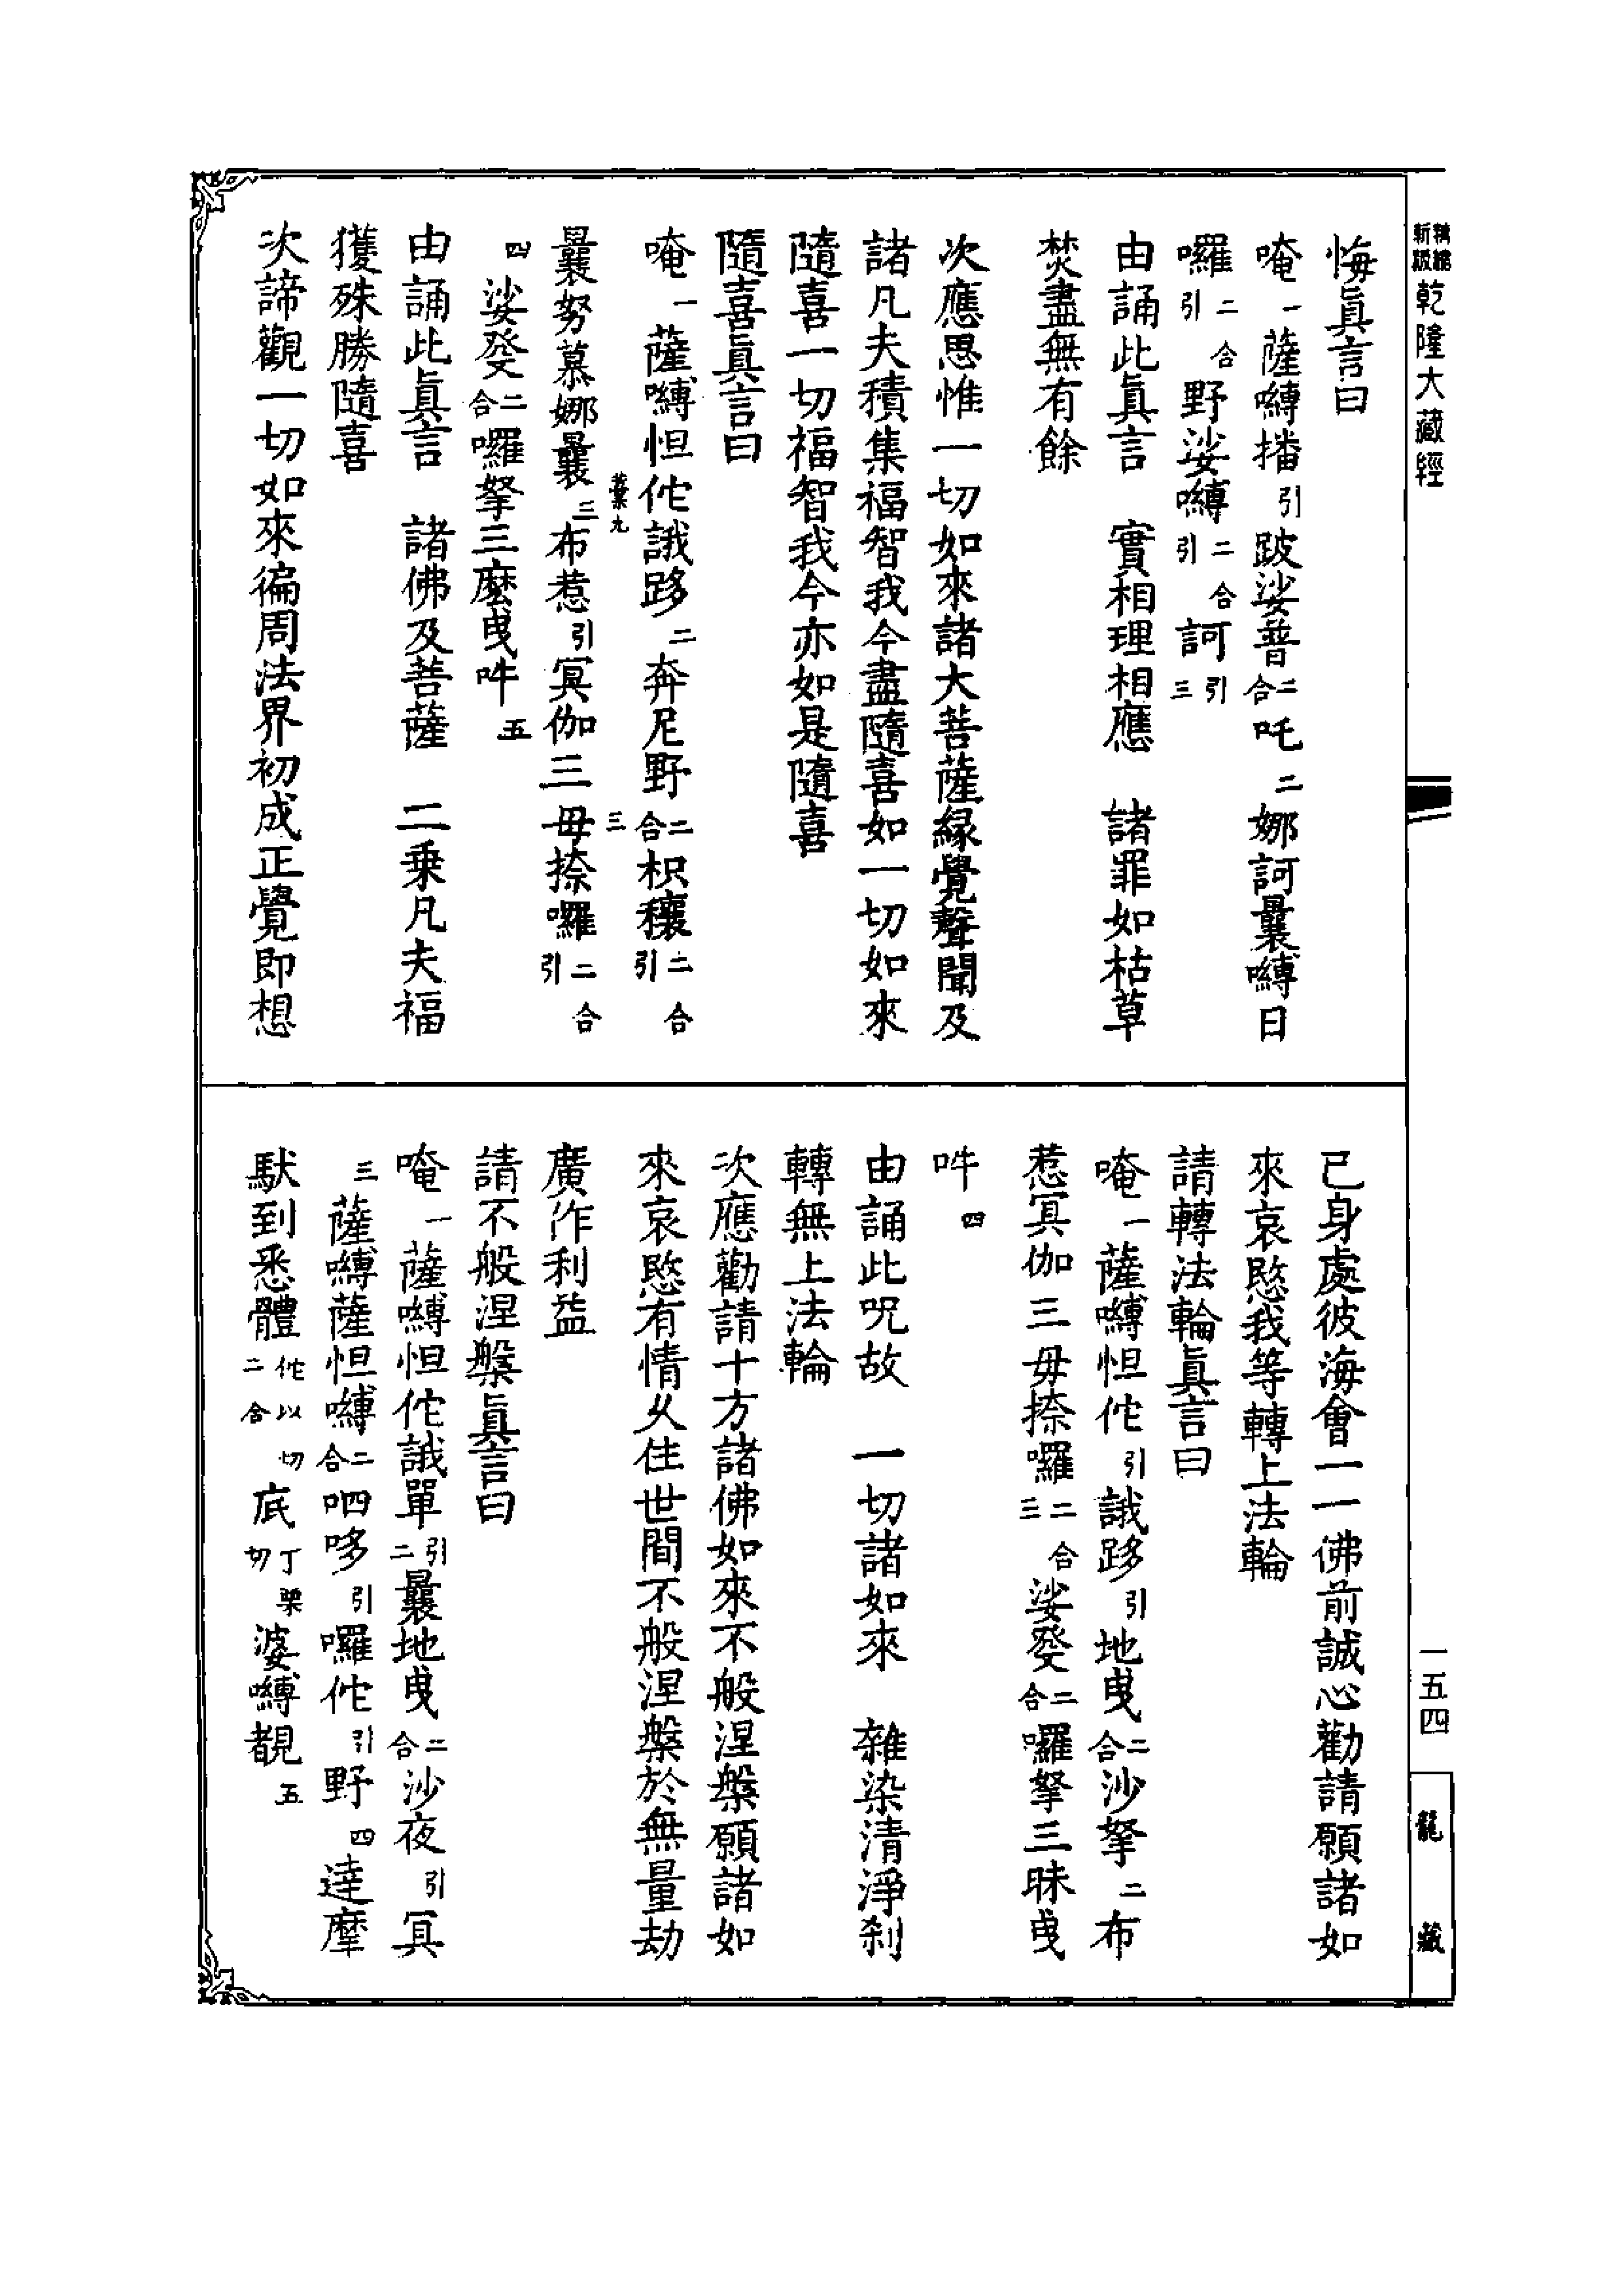 精縮
新版
乾隆大藏經
悔真言曰
唵一薩嚩播引跛娑普二合吒二娜訶曩嚩日
囉二合引野娑嚩二合引訶引三
由誦此真言　實相理相應　諸罪如枯草
焚盡無有餘
次應思惟一切如來諸大菩薩緣覺聲聞及
諸凡夫積集福智我今盡隨喜如一切如來
隨喜一切福智我今亦如是隨喜
隨喜真言曰
唵一薩嚩怛佗誐跢二奔尼野二合枳穰二合引
三
曩努慕娜曩三布惹引冥伽三毋捺囉二合引
四娑癹二合囉拏三麼曳吽五
由誦此真言　諸佛及菩薩　二乘凡夫福
獲殊勝隨喜
次諦觀一切如來徧周法界初成正覺即想
己身處彼海會一一佛前誠心勸請願諸如
來哀愍我等轉上法輪
請轉法輪真言曰
唵一薩嚩怛佗引誐跢引地曳二合沙拏二布
惹冥伽三毋捺囉二合三娑癹二合囉拏三昧曳
吽四
由誦此呪故　一切諸如來　雜染清淨刹
轉無上法輪
次應勸請十方諸佛如來不般涅槃願諸如
來哀愍有情久住世間不般涅槃於無量劫
廣作利益
請不般涅槃真言曰
唵一薩嚩怛佗誐單引二曩地曳二合沙夜引冥
三薩嚩薩怛嚩二合呬哆引囉佗引野四達摩
馱到悉體佗以切二合底丁栗切婆嚩覩五
一五四
龍藏